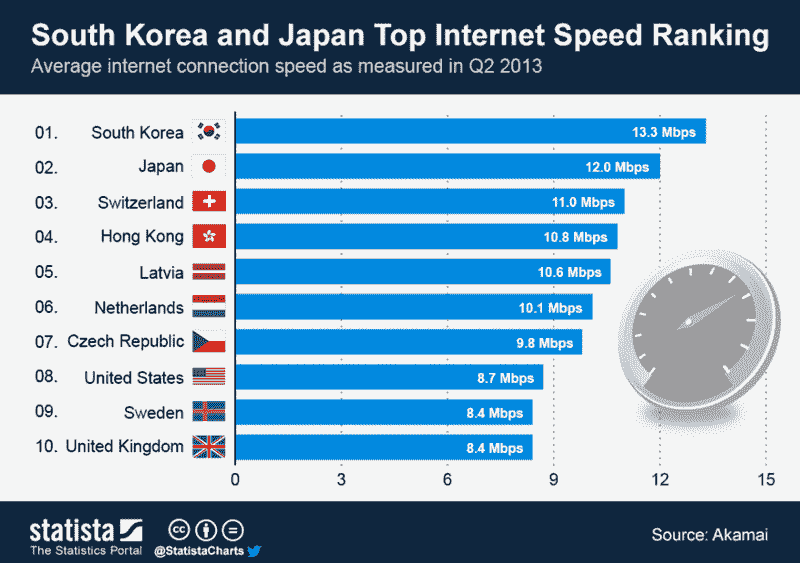 South Korea and Japan Top Internet Speed Ranking
Average internet connection speed as measured in Q2 2013
01. South Korea 13.3 Mbps
02. Japan 12.0 Mbps
03. Switzerland 11.0 Mbps
04. Hong Kong 10.8 Mbps
05. Latvia 10.6 Mbps
06. Netherlands 10.1 Mbps
07. Czech Republic 9.8 Mbps
08. United States 8.7 Mbps
09. Sweden 8.4 Mbps
10. United Kingdom 8.4 Mbps
0 3 6 9 12 15
statista
The Statistics Portal
cc
@StatistaCharts
Source: Akamai